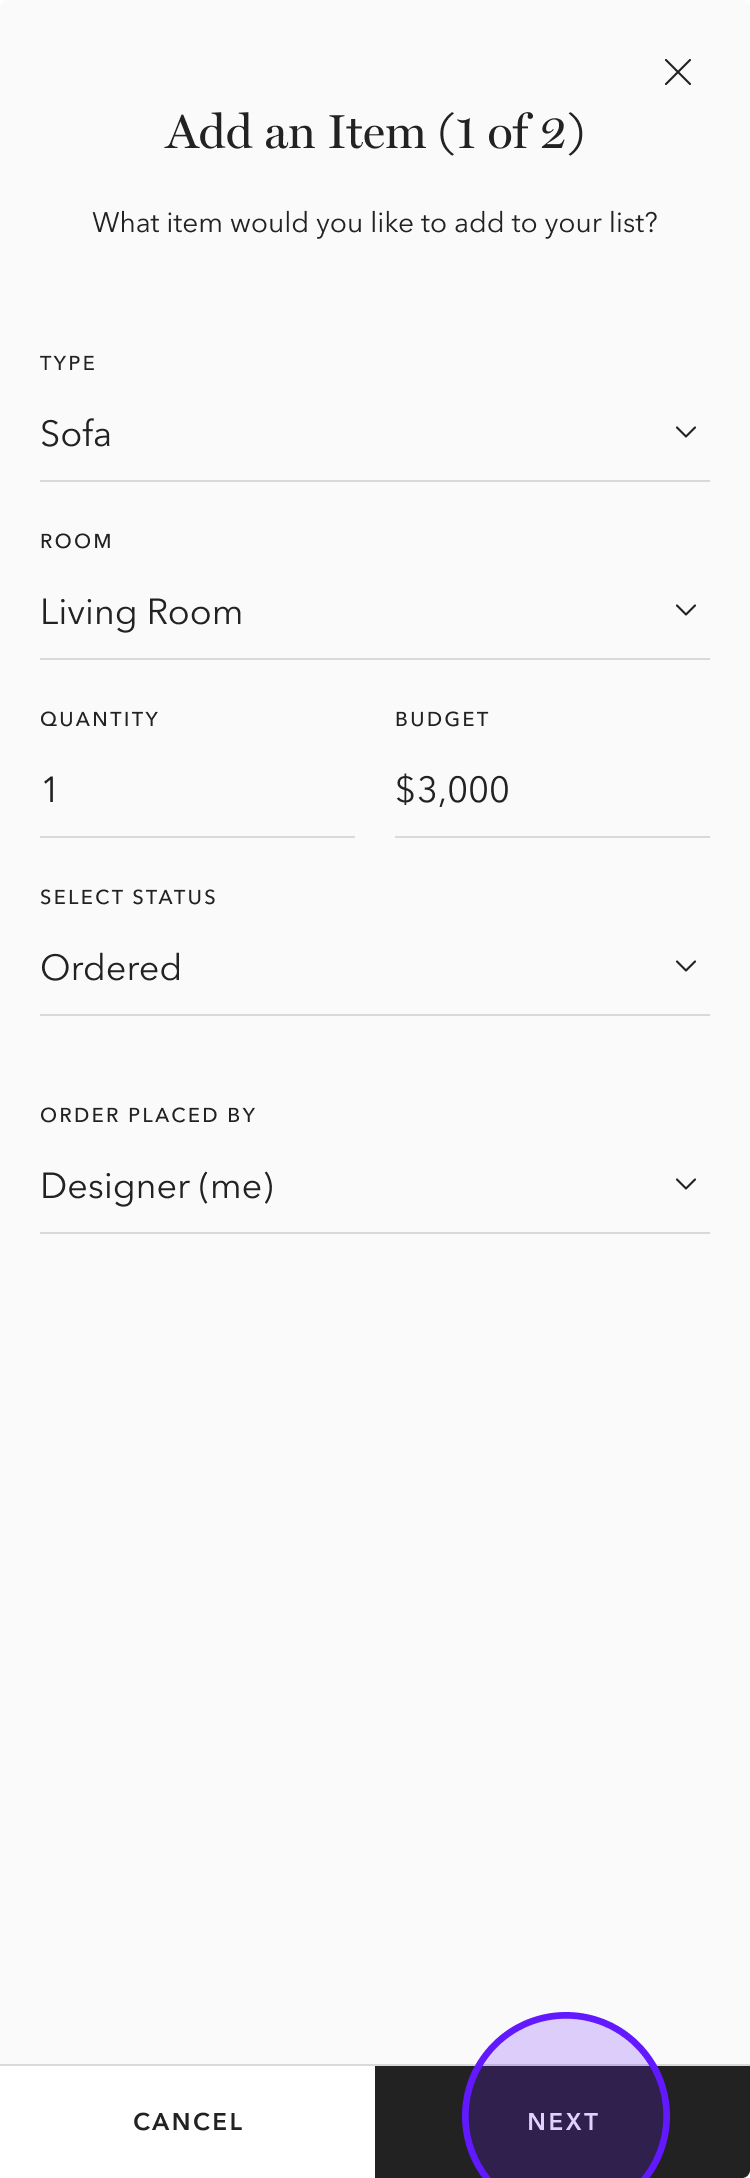 Add an Item (1 of 2)
What item would you like to add to your list?
TYPE
Sofa
ROOM
Living Room
QUANTITY
BUDGET
1
$3,000
SELECT STATUS
Ordered
ORDER PLACED BY
Designer (me)
CANCEL
NEXT